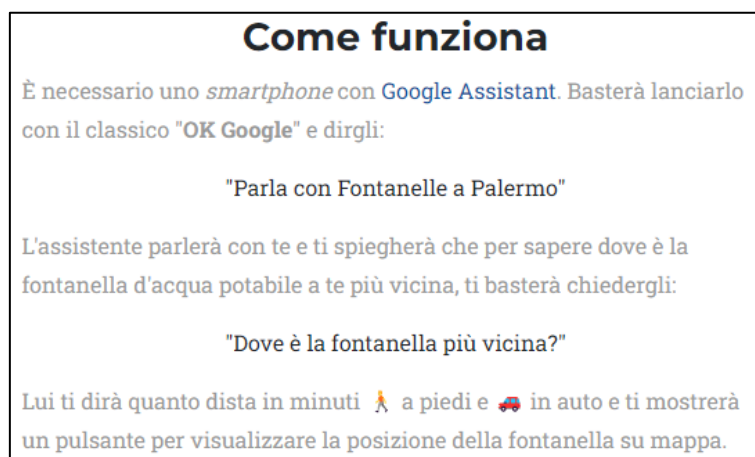 Come funziona
È necessario uno smartphone con Google Assistant. Basterà lanciarlo
con il classico "OK Google" e dirgli:
"Parla con Fontanelle a Palermo"
L'assistente parlerà con te e ti spiegherà che per sapere dove è la
fontanella d'acqua potabile a te più vicina, ti basterà chiedergli:
"Dove è la fontanella più vicina?"
Lui ti dirà quanto dista in minuti 🚶 a piedi e 🚗 in auto e ti mostrerà
un pulsante per visualizzare la posizione della fontanella su mappa.